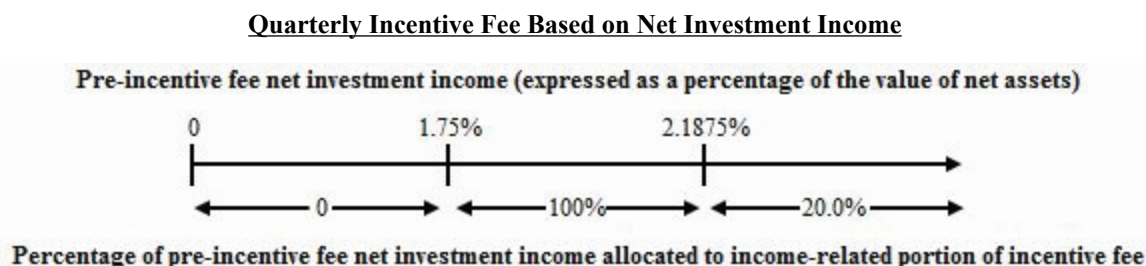 Quarterly Incentive Fee Based on Net Investment Income
Pre-incentive fee net investment income (expressed as a percentage of the value of net assets)
0 1.75% 2.1875%
0 100% 20.0%
Percentage of pre-incentive fee net investment income allocated to income-related portion of incentive fee